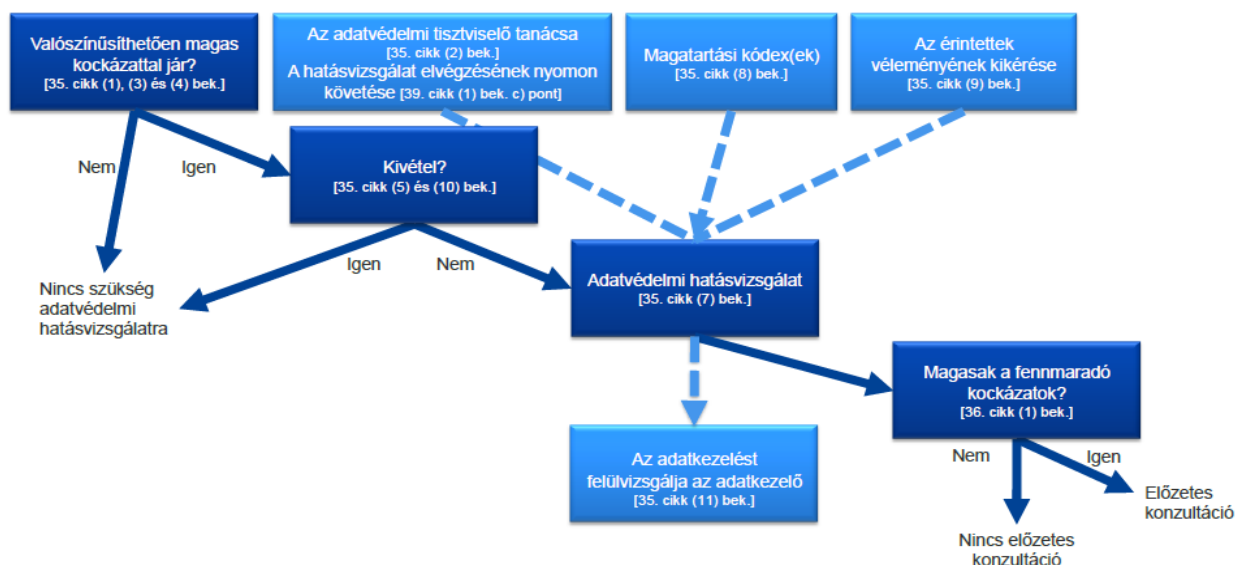 Valószínűsíthetően magas
kockázattal jár?
[35. cikk (1), (3) és (4) bek.]
Az adatvédelmi tisztviselő tanácsa
[35. cikk (2) bek.]
A hatásvizsgálat elvégzésének nyomon
követése [39. cikk (1) bek. c) pont]
Magatartási kódex(ek)
[35. cikk (8) bek.]
Az érintettek
véleményének kikérése
[35. cikk (9) bek.]
Nem
Igen
Kivétel?
[35. cikk (5) és (10) bek.]
Igen
Nem
Nincs szükség
adatvédelmi
hatásvizsgálatra
Adatvédelmi hatásvizsgálat
[35. cikk (7) bek.]
Magasak a fennmaradó
kockázatok?
[36. cikk (1) bek.]
Az adatkezelést
felülvizsgálja az adatkezelő
[35. cikk (11) bek.]
Nem
Igen
Előzetes
konzultáció
Nincs előzetes
konzultáció